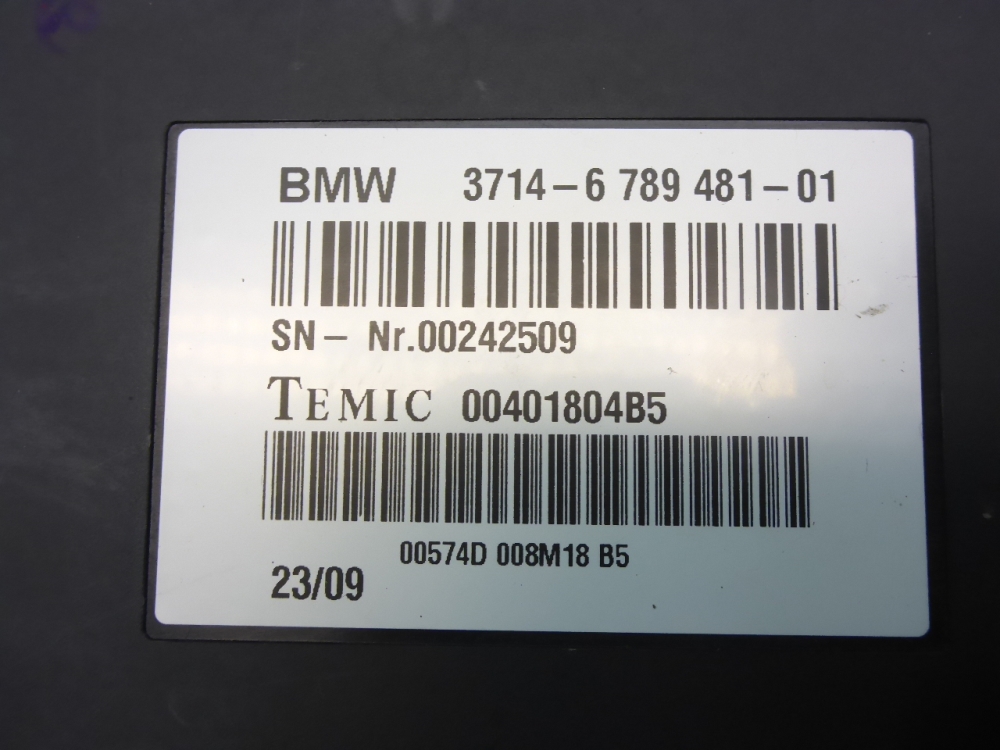 BMW 3714-6 789 481-01
SN- Nr.00242509
TEMIC 00401804B5
00574D 008M18 B5
23/09